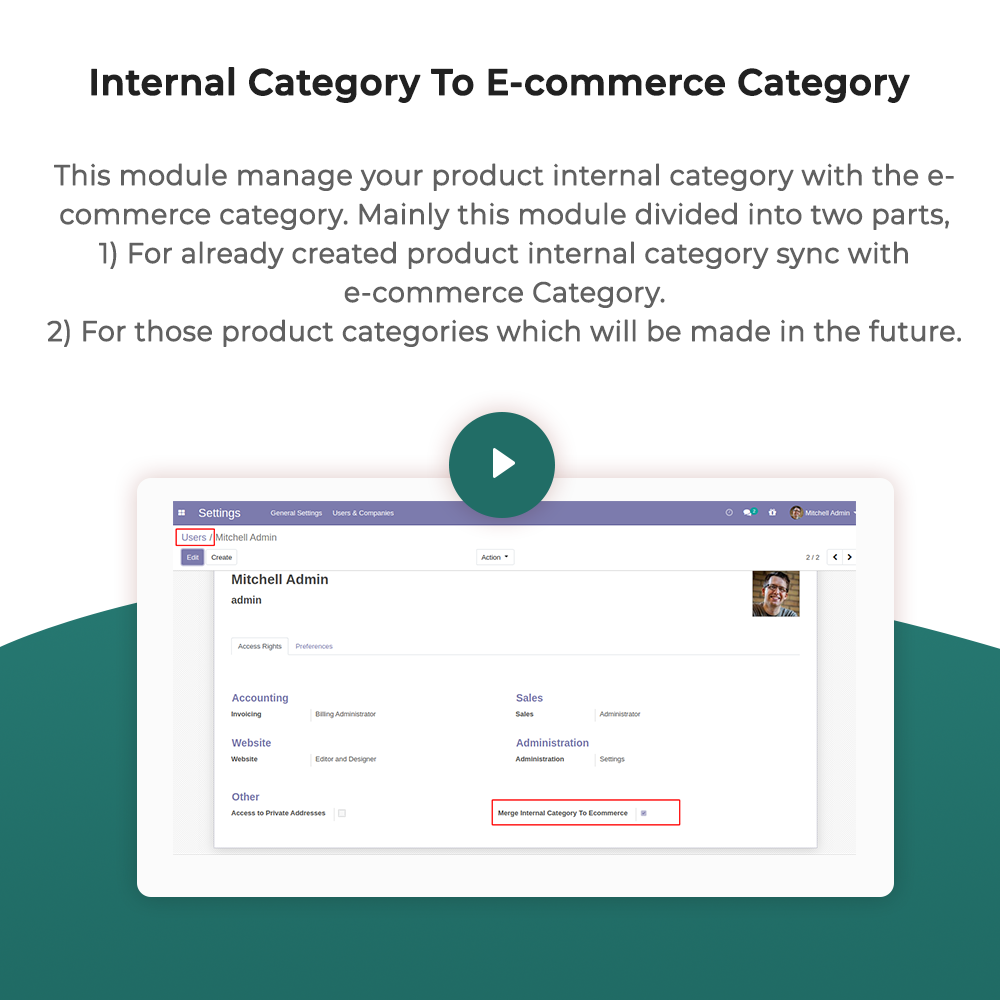 Internal Category To E-commerce Category
This module manage your product internal category with the e-
commerce category. Mainly this module divided into two parts,
1) For already created product internal category sync with
e-commerce Category.
2) For those product categories which will be made in the future.
Settings General Settings Users & Companies Mitchell Admin
Users / Mitchell Admin
Edit Create Action 2 / 2
Mitchell Admin
admin
Access Rights Preferences
Accounting Sales
Invoicing Billing Administrator Sales Administrator
Website Administration
Website Editor and Designer Administration Settings
Other
Access to Private Addresses Merge Internal Category To Ecommerce